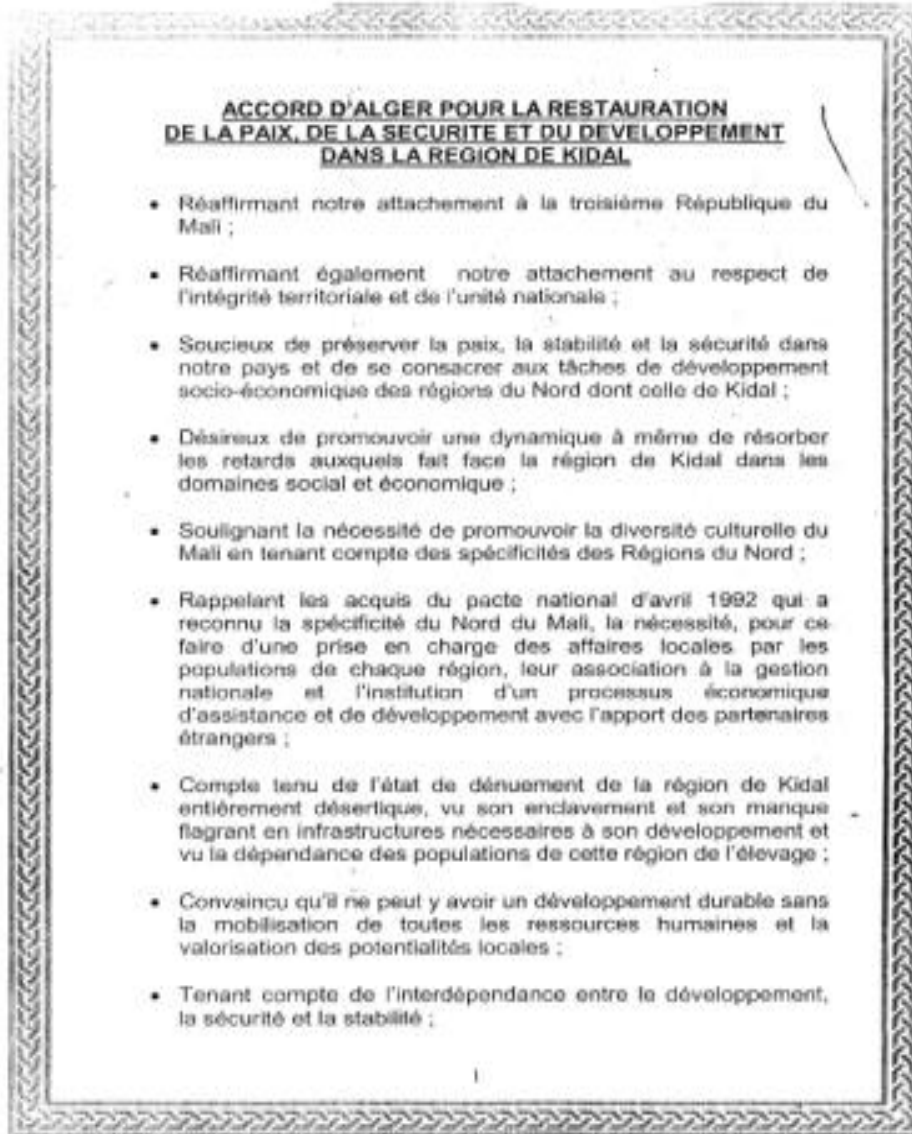 ACCORD D'ALGER POUR LA RESTAURATION
DE LA PAIX, DE LA SECURITE ET DU DEVELOPPEMENT
DANS LA REGION DE KIDAL
• Réaffirmant notre attachement à la troisième République du
Mali ;
• Réaffirmant également notre attachement au respect de
l'intégrité territoriale et de l'unité nationale ;
• Soucieux de préserver la paix, la stabilité et la sécurité dans
notre pays et de se consacrer aux tâches de développement
socio-économique des régions du Nord dont celle de Kidal ;
• Désireux de promouvoir une dynamique à même de résorber
les retards auxquels fait face la région de Kidal dans les
domaines social et économique ;
• Soulignant la nécessité de promouvoir la diversité culturelle du
Mali en tenant compte des spécificités des Régions du Nord ;
• Rappelant les acquis du pacte national d'avril 1992 qui a
reconnu la spécificité du Nord du Mali, la nécessité, pour ce
faire d'une prise en charge des affaires locales par les
populations de chaque région, leur association à la gestion
nationale et l'institution d'un processus économique
d'assistance et de développement avec l'apport des partenaires
étrangers ;
• Compte tenu de l'état de dénuement de la région de Kidal
entièrement désertique, vu son enclavement et son manque
flagrant en infrastructures nécessaires à son développement et
vu la dépendance des populations de cette région de l'élevage ;
• Convaincu qu'il ne peut y avoir un développement durable sans
la mobilisation de toutes les ressources humaines et la
valorisation des potentialités locales ;
• Tenant compte de l'interdépendance entre le développement,
la sécurité et la stabilité ;
1